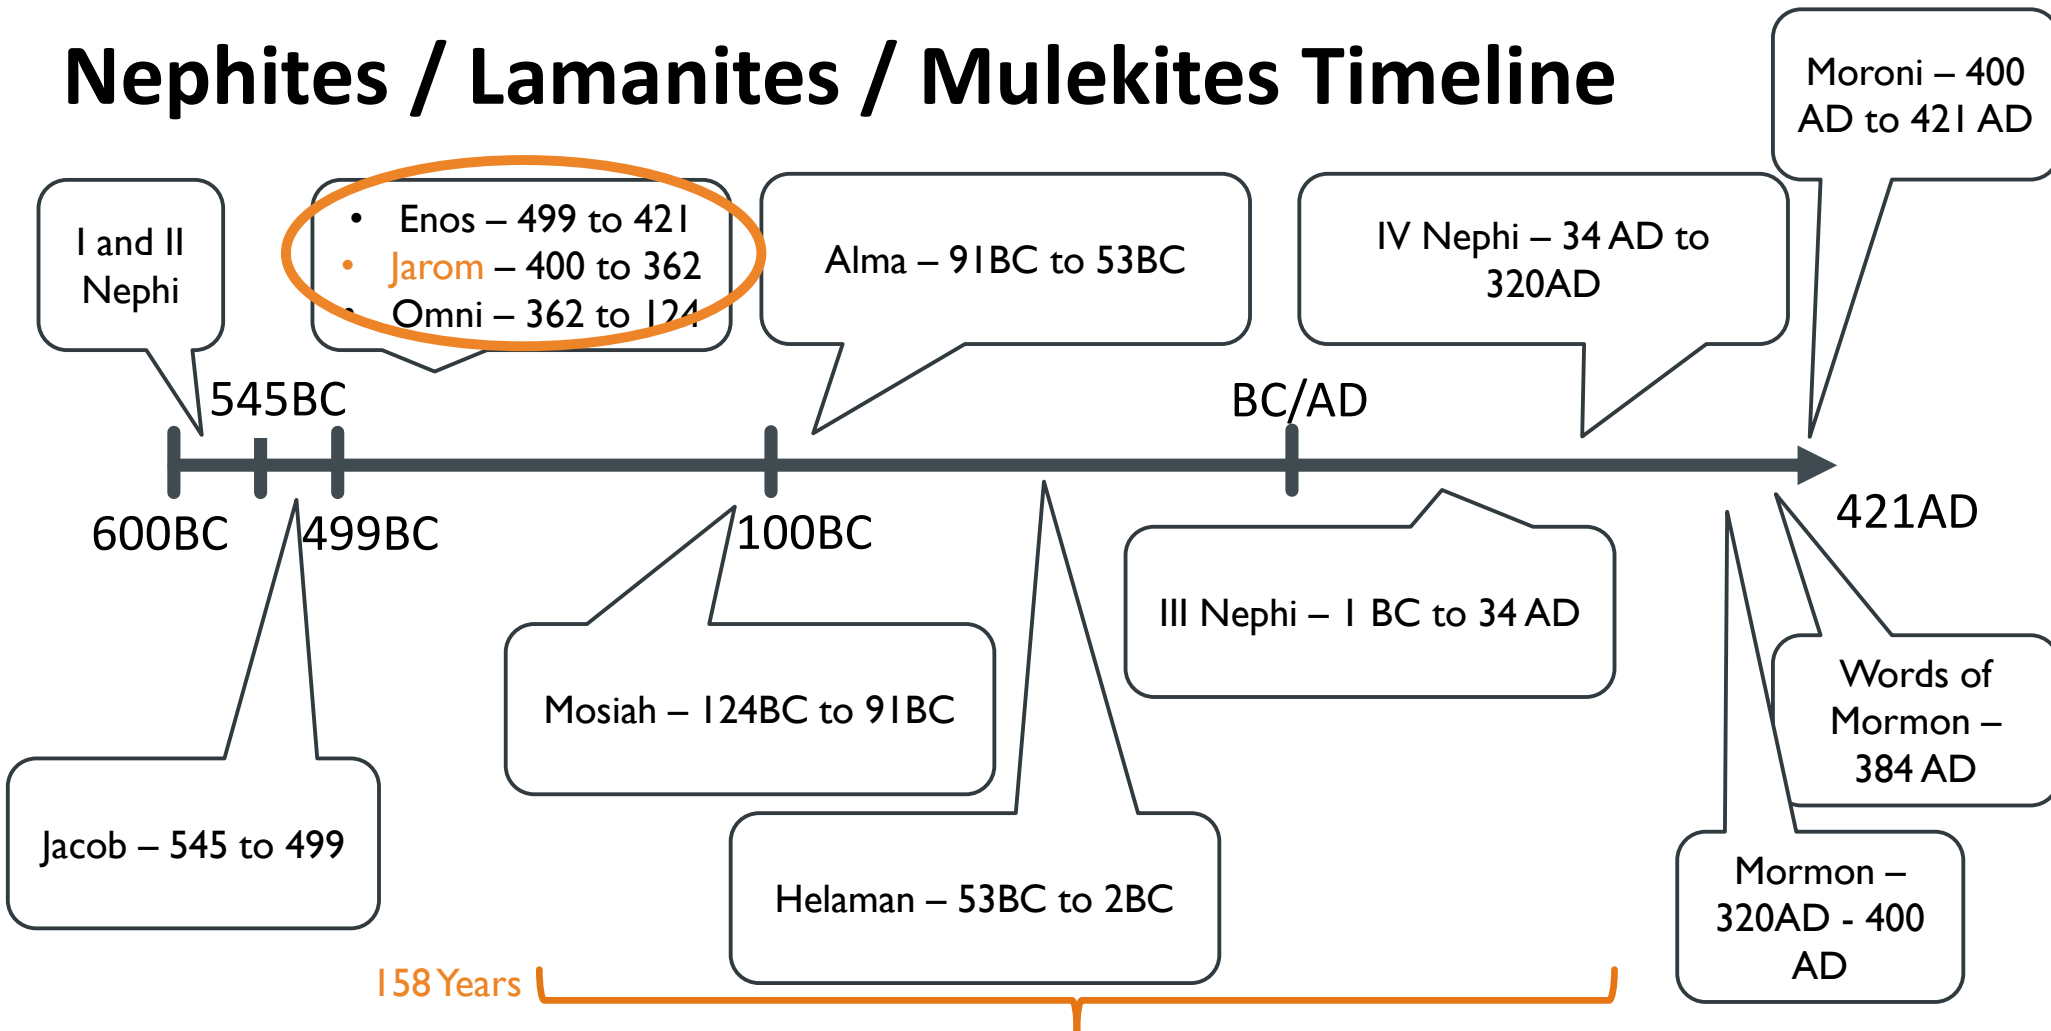 Nephites / Lamanites / Mulekites Timeline
Moroni – 400
AD to 421 AD
I and II
Nephi
• Enos – 499 to 421
• Jarom – 400 to 362
• Omni – 362 to 124
Alma – 91BC to 53BC
IV Nephi – 34 AD to
320AD
545BC
BC/AD
600BC
499BC
100BC
421AD
III Nephi – 1 BC to 34 AD
Mosiah – 124BC to 91BC
Words of
Mormon –
384 AD
Jacob – 545 to 499
Helaman – 53BC to 2BC
Mormon –
320AD - 400
AD
158 Years